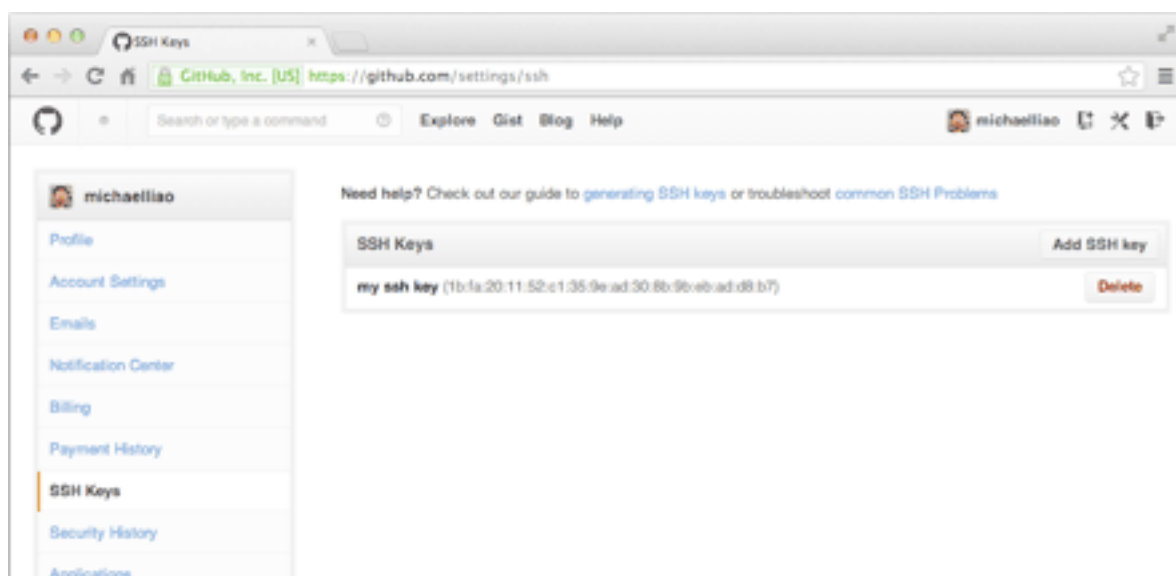 SSH Keys
GitHub, Inc. [US] https://github.com/settings/ssh
Search or type a command Explore Gist Blog Help michaelliao
michaelliao
Need help? Check out our guide to generating SSH keys or troubleshoot common SSH Problems
Profile
SSH Keys Add SSH key
Account Settings
my ssh key (1b:fa:20:11:52:c1:35:9e:ad:30:8b:9b:eb:ad:d8:b7) Delete
Emails
Notification Center
Billing
Payment History
SSH Keys
Security History
Applications